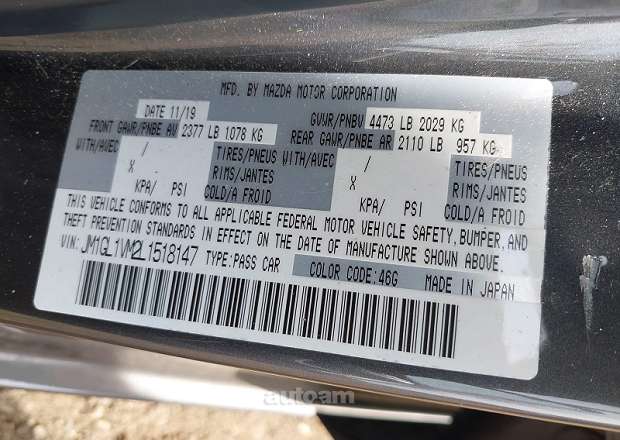 MFD. BY MAZDA MOTOR CORPORATION
DATE 11/19 GVWR/PNBV 4473 LB 2029 KG
FRONT GAWR/PNBE AV 2377 LB 1078 KG REAR GAWR/PNBE AR 2110 LB 957 KG
WITH/AVEC / TIRES/PNEUS WITH/AVEC / TIRES/PNEUS
X RIMS/JANTES X RIMS/JANTES
KPA/ PSI COLD/A FROID KPA/ PSI COLD/A FROID
THIS VEHICLE CONFORMS TO ALL APPLICABLE FEDERAL MOTOR VEHICLE SAFETY, BUMPER, AND
THEFT PREVENTION STANDARDS IN EFFECT ON THE DATE OF MANUFACTURE SHOWN ABOVE.
VIN: JM1GL1VM2L1518147 TYPE:PASS CAR COLOR CODE:46G MADE IN JAPAN
autoam